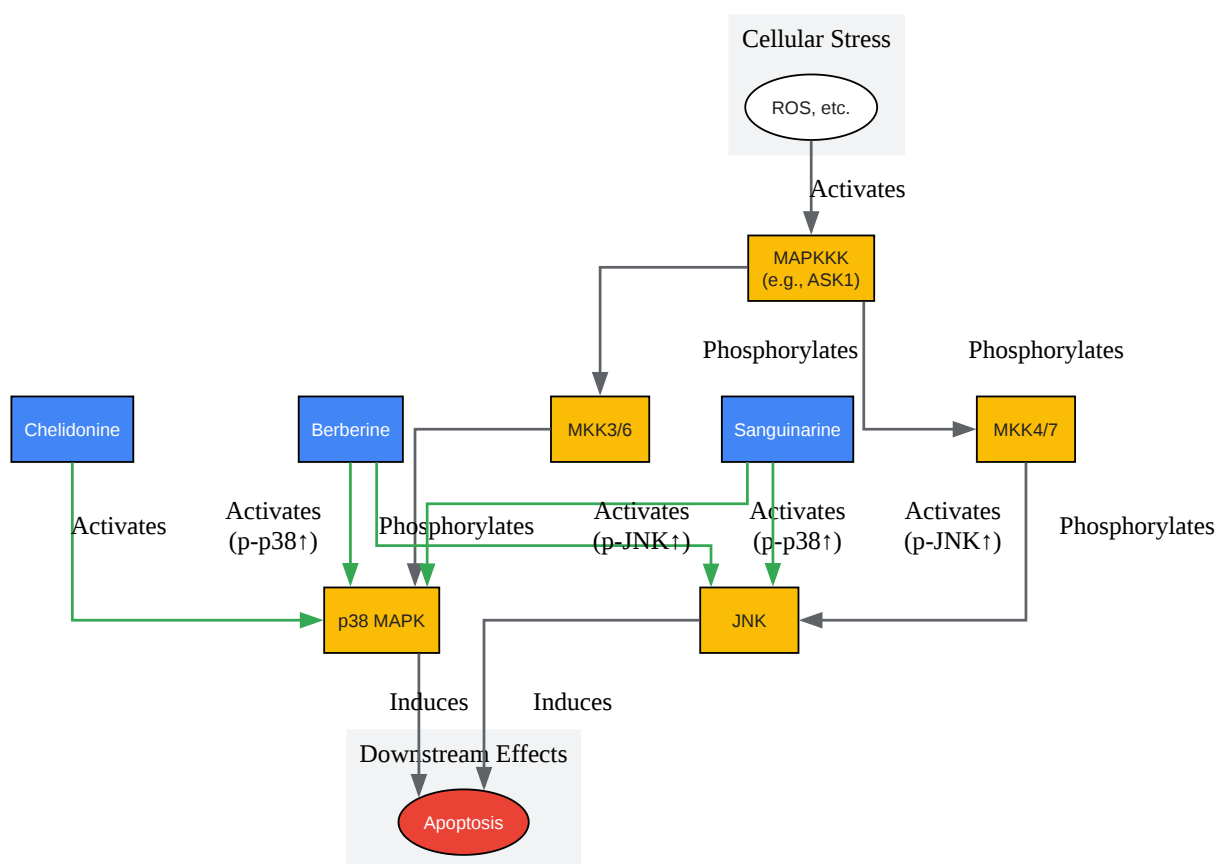 Cellular Stress
ROS, etc.
Activates
MAPKKK
(e.g., ASK1)
Phosphorylates
Phosphorylates
Chelidonine
Berberine
MKK3/6
Sanguinarine
MKK4/7
Activates
Activates
(p-p38↑)
Phosphorylates
Activates
(p-JNK↑)
Activates
(p-p38↑)
Activates
(p-JNK↑)
Phosphorylates
p38 MAPK
JNK
Induces
Induces
Downstream Effects
Apoptosis